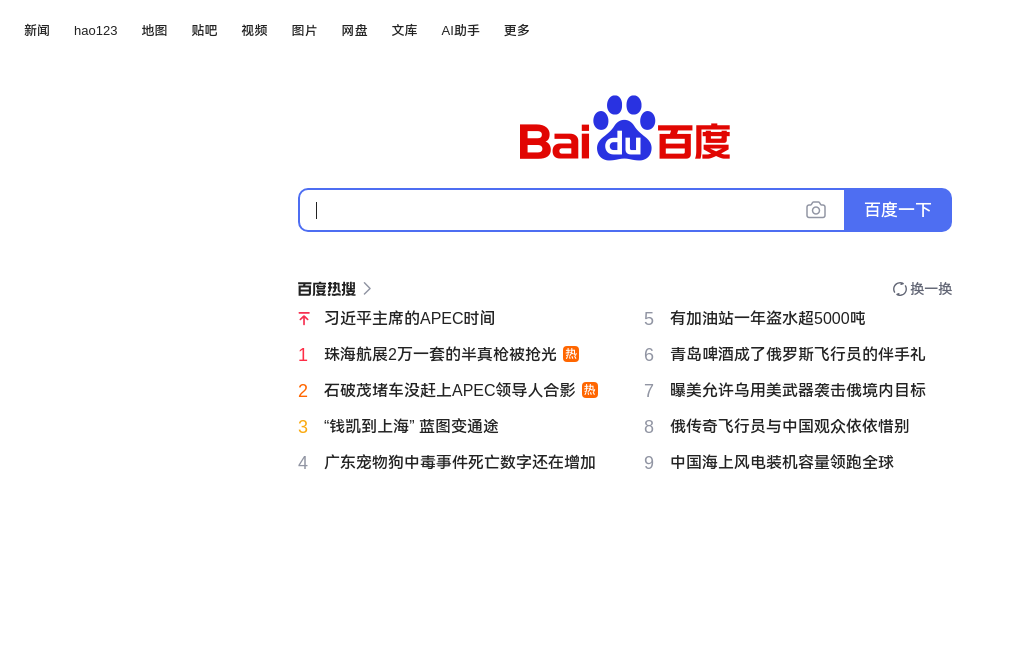 新闻 hao123 地图 贴吧 视频 图片 网盘 文库 AI助手 更多
Bai du 百度
百度一下
百度热搜 换一换
习近平主席的APEC时间
1 珠海航展2万一套的半真枪被抢光 热
2 石破茂堵车没赶上APEC领导人合影 热
3 “钱凯到上海” 蓝图变通途
4 广东宠物狗中毒事件死亡数字还在增加
5 有加油站一年盗水超5000吨
6 青岛啤酒成了俄罗斯飞行员的伴手礼
7 曝美允许乌用美武器袭击俄境内目标
8 俄传奇飞行员与中国观众依依惜别
9 中国海上风电装机容量领跑全球